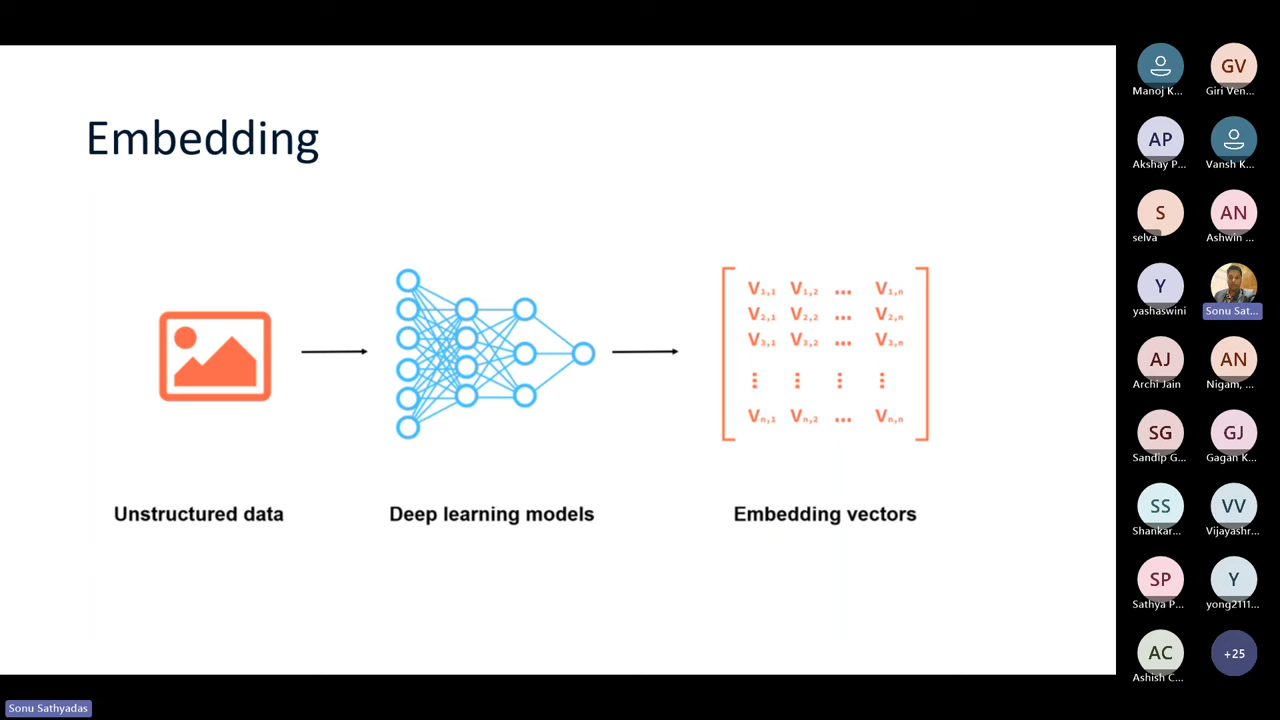 Embedding
V1,1 V1,2 ... V1,n
V2,1 V2,2 ... V2,n
V3,1 V3,2 ... V3,n
Vn,1 Vn,2 ... Vn,n
Unstructured data
Deep learning models
Embedding vectors
Manoj K...
GV
Giri Ven...
AP
Akshay P...
Vansh K...
S
selva
AN
Ashwin ...
Y
yashaswini
Sonu Sat...
AJ
Archi Jain
AN
Nigam, ...
SG
Sandip G...
GJ
Gagan K...
SS
Shankar...
VV
Vijayashr...
SP
Sathya P...
Y
yong2111...
AC
Ashish C...
+25
Sonu Sathyadas